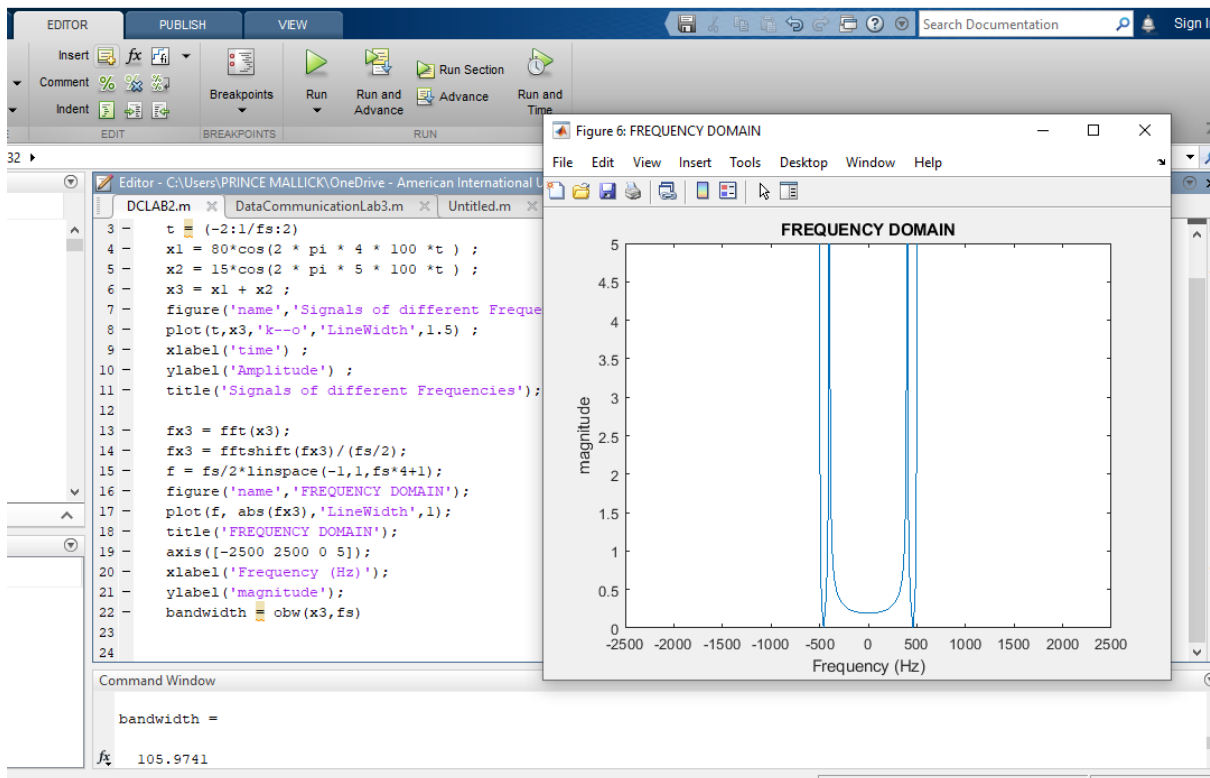 EDITOR PUBLISH VIEW Search Documentation Sign
Insert fx
Comment
Indent
Breakpoints
Run
Run and Advance
Run Section
Advance
Run and Time
EDIT BREAKPOINTS RUN
32
Editor - C:\Users\PRINCE MALLICK\OneDrive - American International
DCLAB2.m DataCommunicationLab3.m Untitled.m
3 - t = (-2:1/fs:2)
4 - x1 = 80*cos(2 * pi * 4 * 100 *t ) ;
5 - x2 = 15*cos(2 * pi * 5 * 100 *t ) ;
6 - x3 = x1 + x2 ;
7 - figure('name','Signals of different Freque
8 - plot(t,x3,'k--o','LineWidth',1.5) ;
9 - xlabel('time') ;
10 - ylabel('Amplitude') ;
11 - title('Signals of different Frequencies');
12
13 - fx3 = fft(x3);
14 - fx3 = fftshift(fx3)/(fs/2);
15 - f = fs/2*linspace(-1,1,fs*4+1);
16 - figure('name','FREQUENCY DOMAIN');
17 - plot(f, abs(fx3),'LineWidth',1);
18 - title('FREQUENCY DOMAIN');
19 - axis([-2500 2500 0 5]);
20 - xlabel('Frequency (Hz)');
21 - ylabel('magnitude');
22 - bandwidth = obw(x3,fs)
23
24
Command Window
bandwidth =
fx 105.9741
Figure 6: FREQUENCY DOMAIN
File Edit View Insert Tools Desktop Window Help
FREQUENCY DOMAIN
magnitude
5
4.5
4
3.5
3
2.5
2
1.5
1
0.5
0
-2500 -2000 -1500 -1000 -500 0 500 1000 1500 2000 2500
Frequency (Hz)